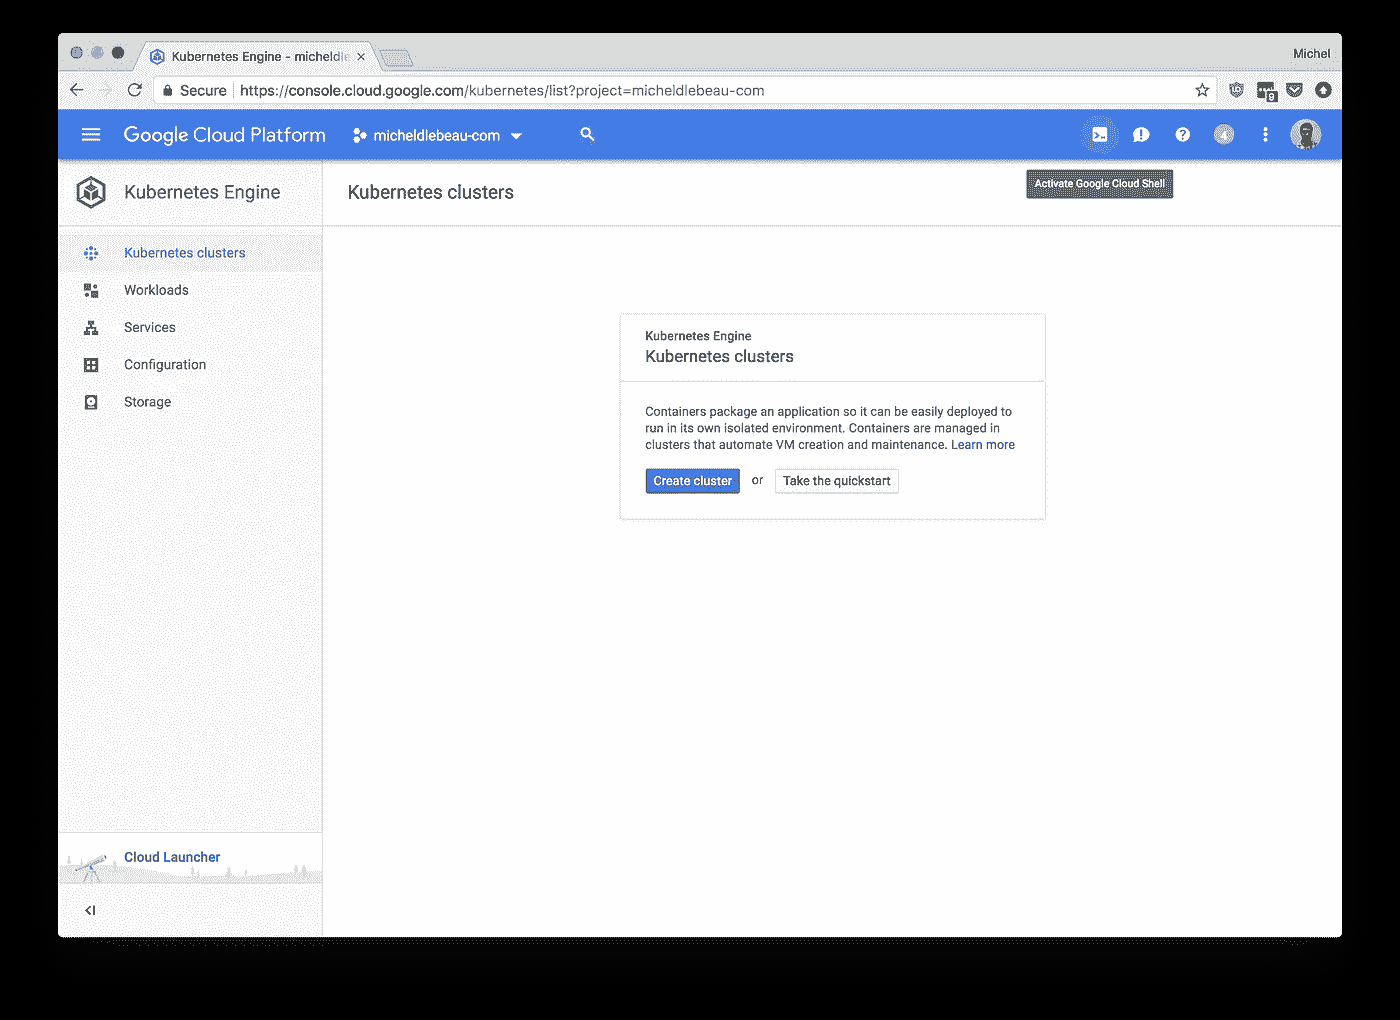 Kubernetes Engine - micheldle
Michel
Secure
https://console.cloud.google.com/kubernetes/list?project=micheldlebeau-com
9
Google Cloud Platform
micheldlebeau-com
4
Kubernetes Engine
Kubernetes clusters
Activate Google Cloud Shell
Kubernetes clusters
Workloads
Services
Configuration
Storage
Kubernetes Engine
Kubernetes clusters
Containers package an application so it can be easily deployed to
run in its own isolated environment. Containers are managed in
clusters that automate VM creation and maintenance. Learn more
Create cluster or Take the quickstart
Cloud Launcher